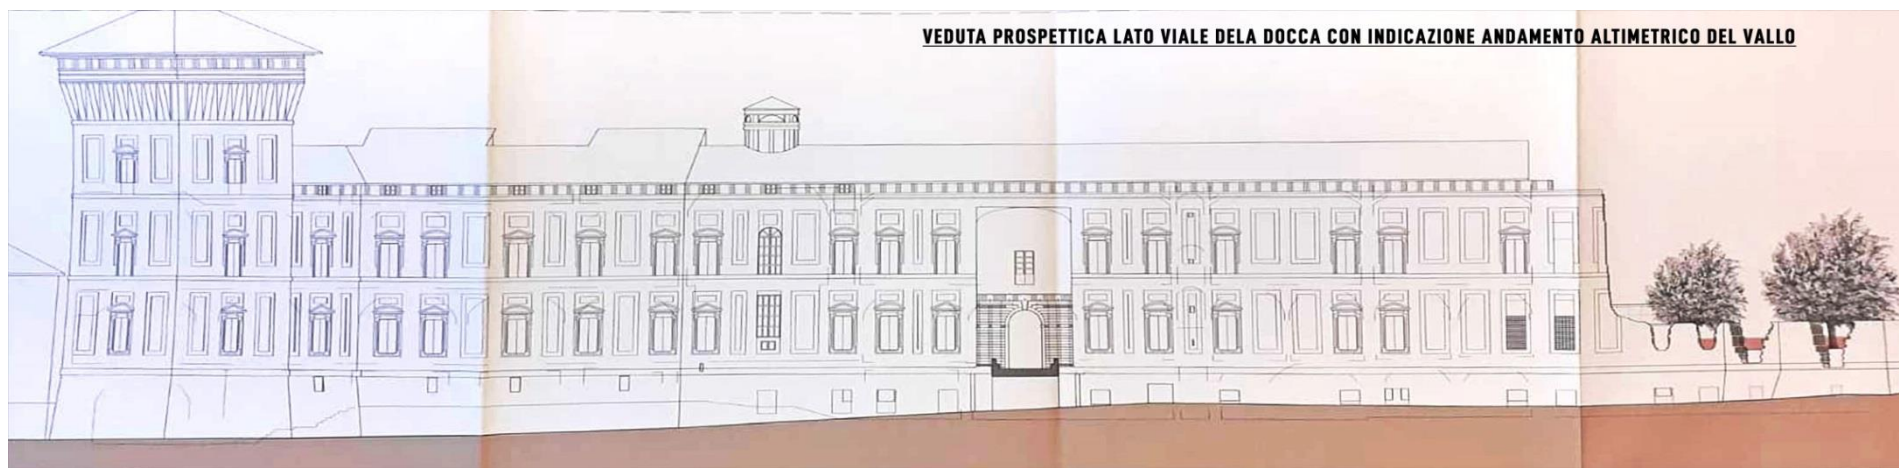 VEDUTA PROSPETTICA LATO VIALE DELA DOCCA CON INDICAZIONE ANDAMENTO ALTIMETRICO DEL VALLO